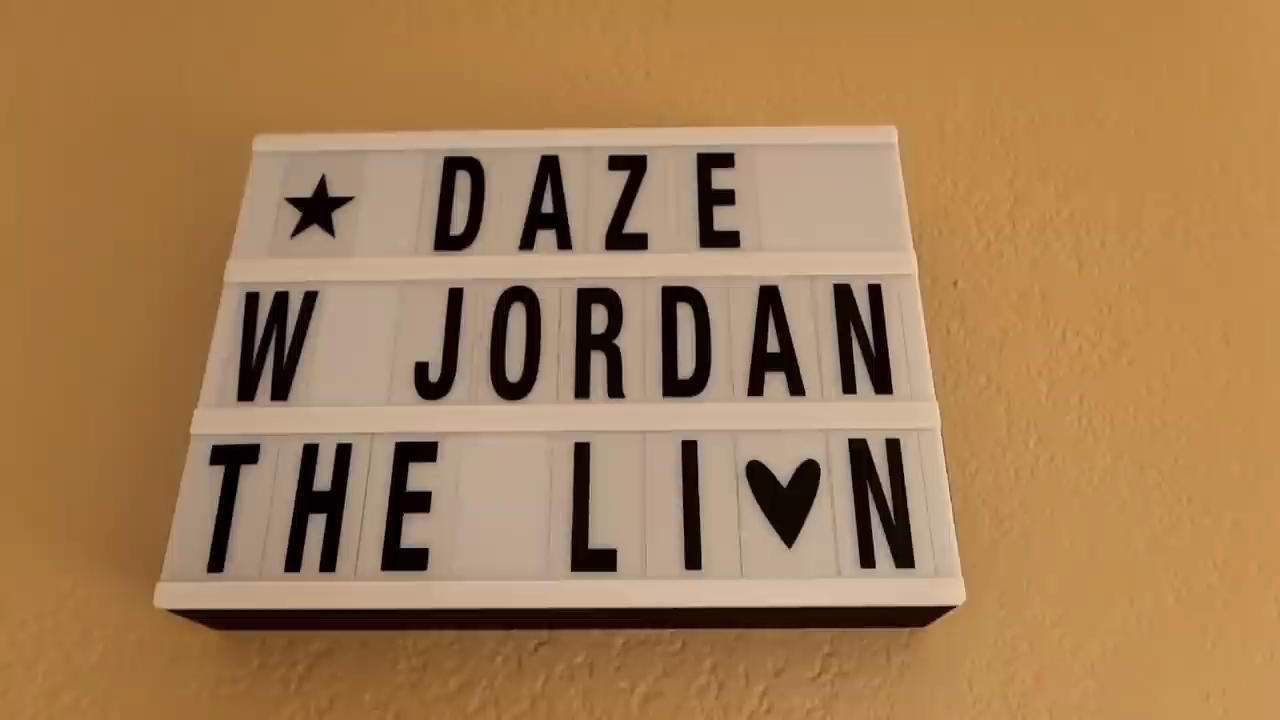 ★ DAZE
W JORDAN
THE LI♥N